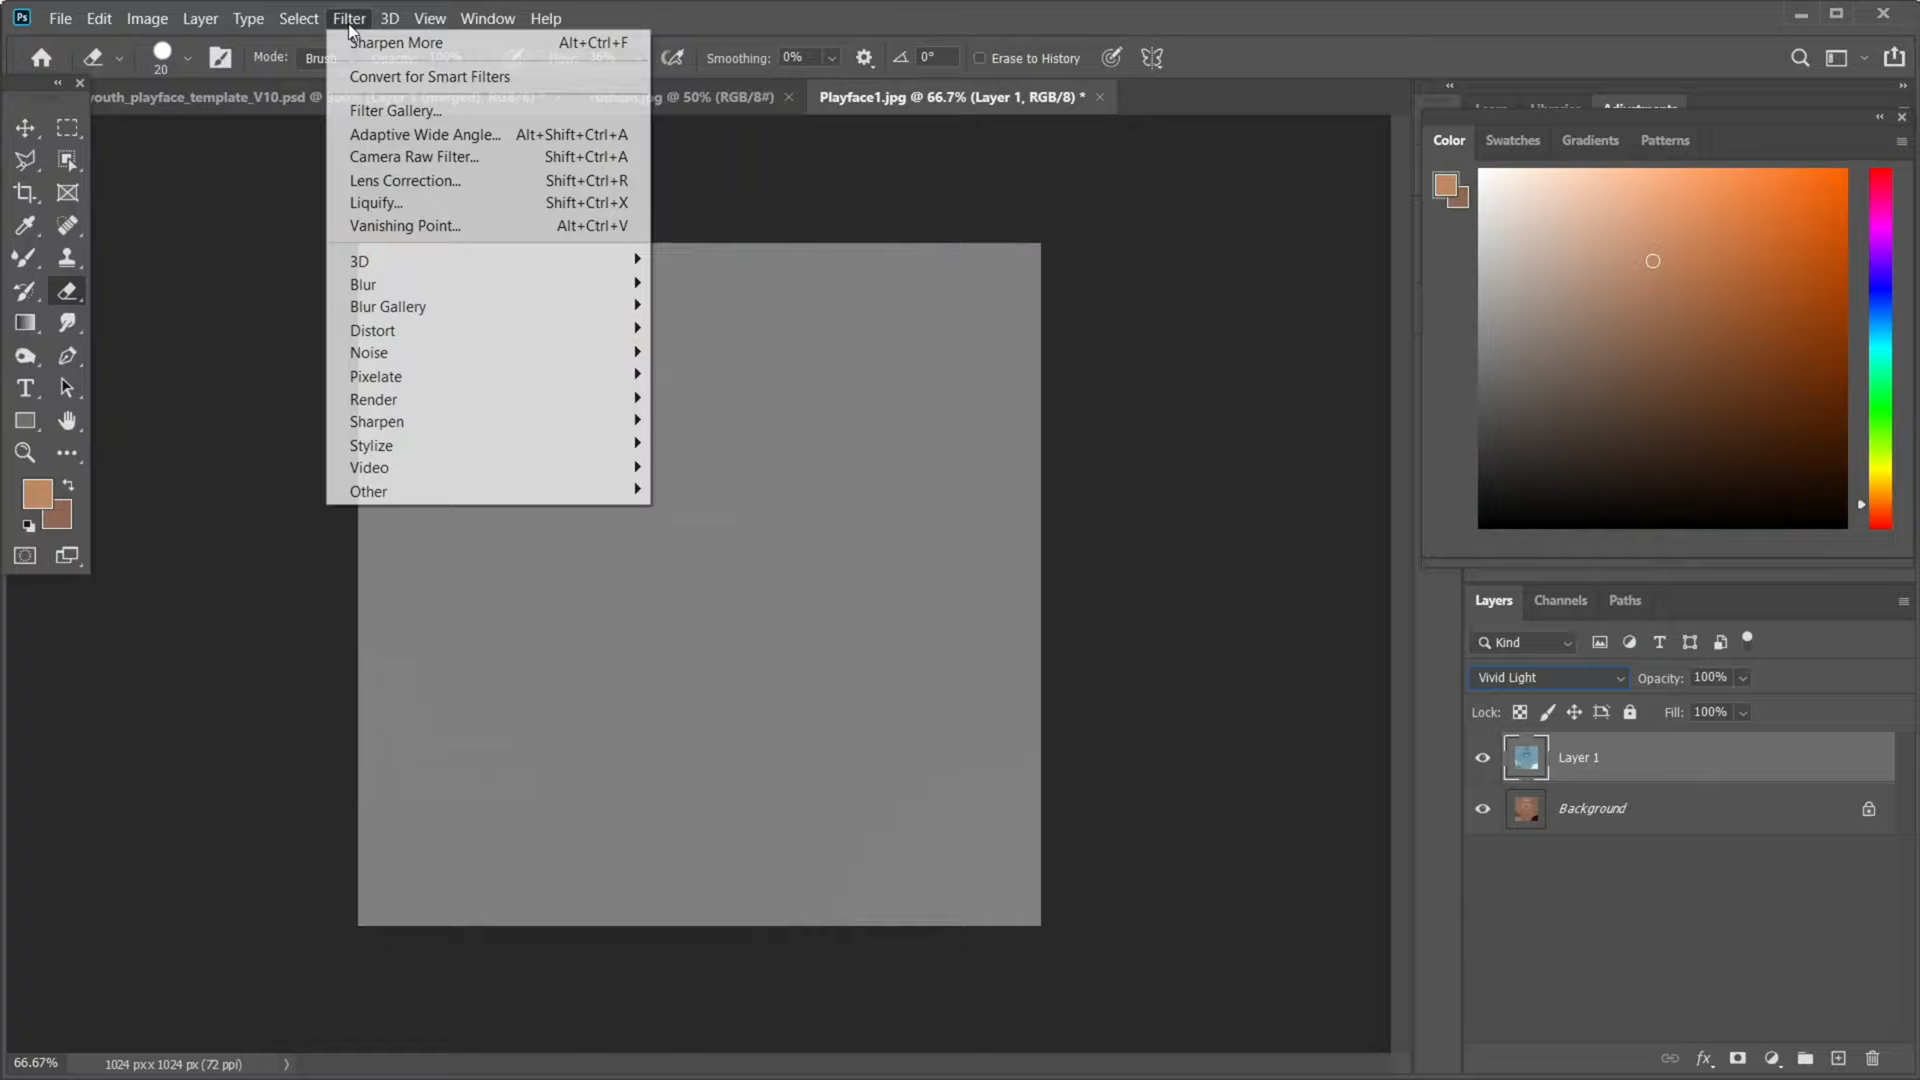 Ps File Edit Image Layer Type Select Filter 3D View Window Help
20 Mode: Brush Smoothing: 0% 0° Erase to History
Sharpen More Alt+Ctrl+F
Convert for Smart Filters
Filter Gallery...
Adaptive Wide Angle... Alt+Shift+Ctrl+A
Camera Raw Filter... Shift+Ctrl+A
Lens Correction... Shift+Ctrl+R
Liquify... Shift+Ctrl+X
Vanishing Point... Alt+Ctrl+V
3D
Blur
Blur Gallery
Distort
Noise
Pixelate
Render
Sharpen
Stylize
Video
Other
youth_playface_template_V10.psd @ @ 50% (RGB/8#) Playface1.jpg @ 66.7% (Layer 1, RGB/8) *
Adjustments
Color Swatches Gradients Patterns
Layers Channels Paths
Kind
Vivid Light Opacity: 100%
Lock: Fill: 100%
Layer 1
Background
66.67% 1024 px x 1024 px (72 ppi)